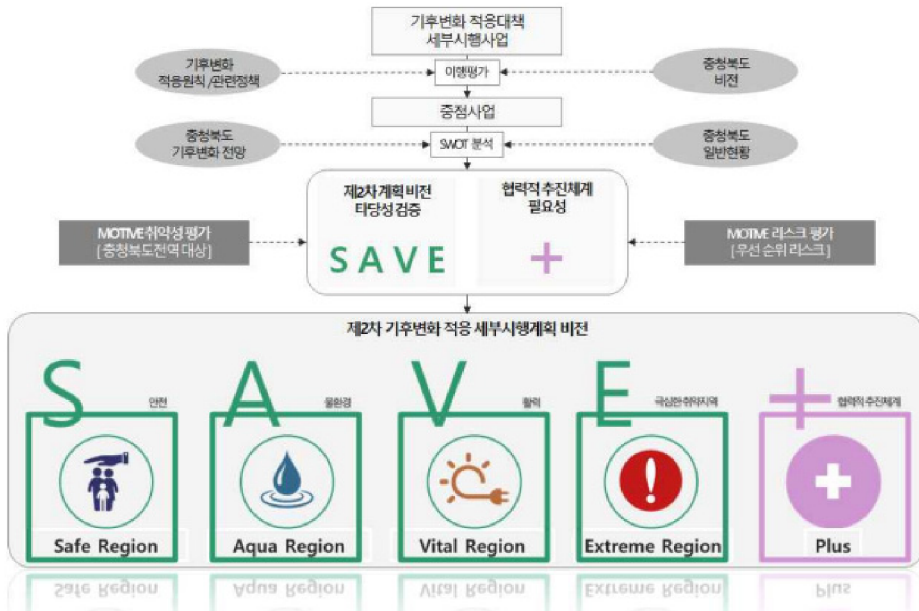 기후변화 적응대책
세부시행사업
기후변화
적응원칙/관련정책
이행평가
충청북도
비전
중점사업
충청북도
기후변화 전망
SWOT 분석
충청북도
일반현황
제2차 계획 비전
타당성 검증
협력적 추진체계
필요성
MOTIVE 취약성 평가
[충청북도전역 대상]
SAVE
+
MOTIVE 리스크 평가
[우선 순위 리스크]
제2차 기후변화 적응 세부시행계획 비전
S
안전
A
물환경
V
활력
E
극심한 취약지역
+
협력적 추진체계
Safe Region
Aqua Region
Vital Region
Extreme Region
Plus